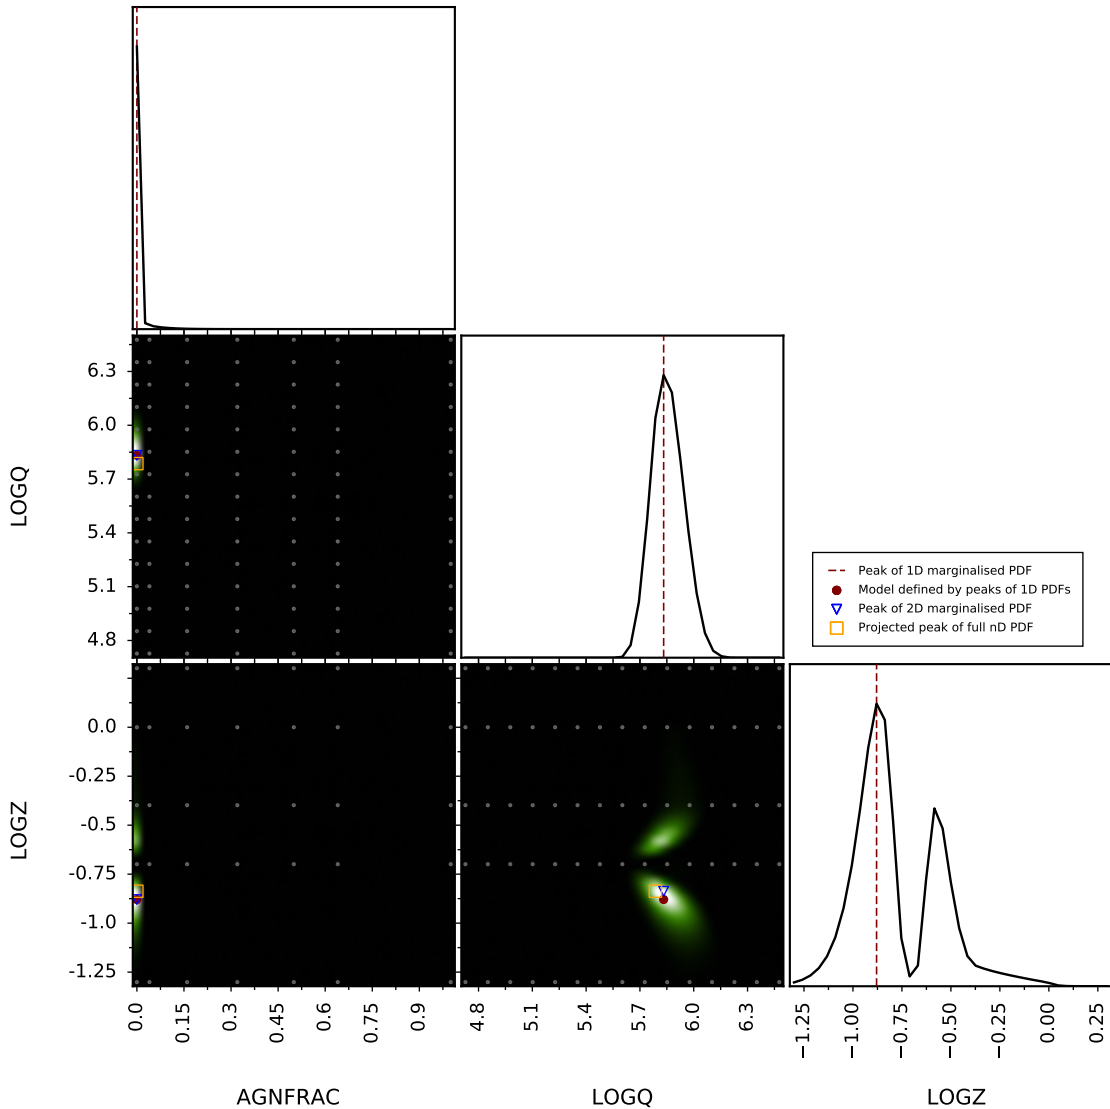 6.3
6.0
5.7
5.4
5.1
4.8
LOGQ
Peak of 1D marginalised PDF
Model defined by peaks of 1D PDFs
Peak of 2D marginalised PDF
Projected peak of full nD PDF
0.0
-0.25
-0.5
-0.75
-1.0
-1.25
LOGZ
0.0 0.15 0.3 0.45 0.6 0.75 0.9
4.8 5.1 5.4 5.7 6.0 6.3
−1.25 −1.00 −0.75 −0.50 −0.25 0.00 0.25
AGNFRAC LOGQ LOGZ